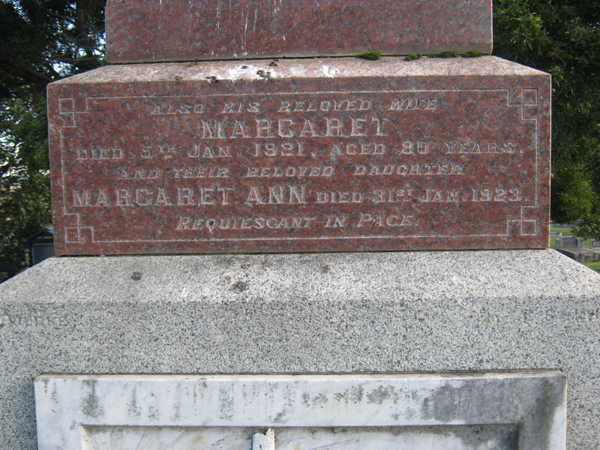 ALSO HIS BELOVED WIFE
MARGARET
DIED 5TH JAN 1921, AGED 80 YEARS
AND THEIR BELOVED DAUGHTER
MARGARET ANN DIED 31ST JAN. 1923
REQUIESCANT IN PACE.